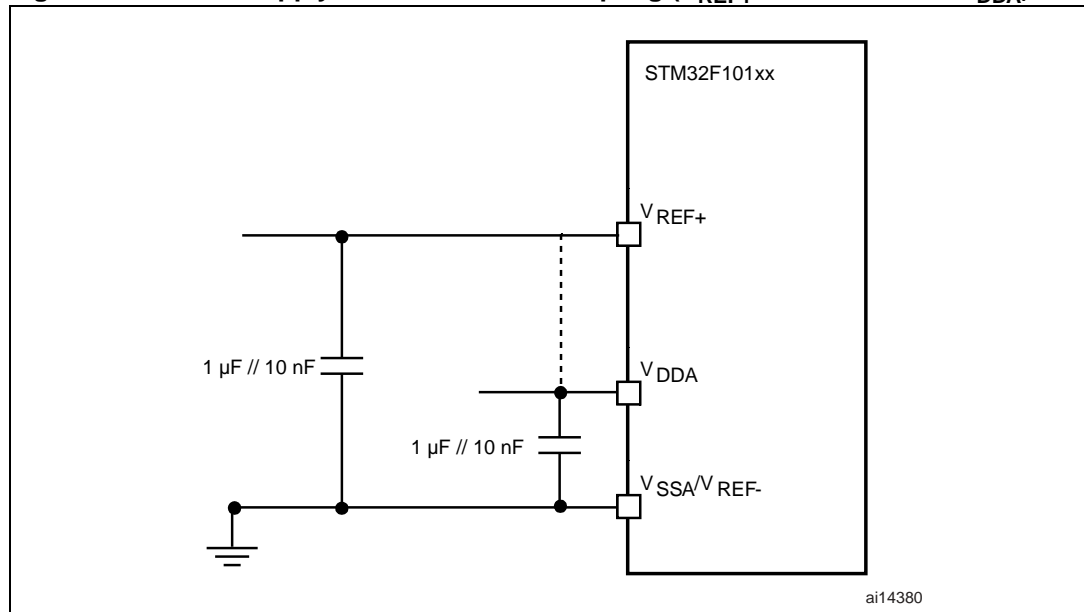 STM32F101xx
VREF+
1 µF // 10 nF
VDDA
1 µF // 10 nF
VSSA/VREF-
ai14380